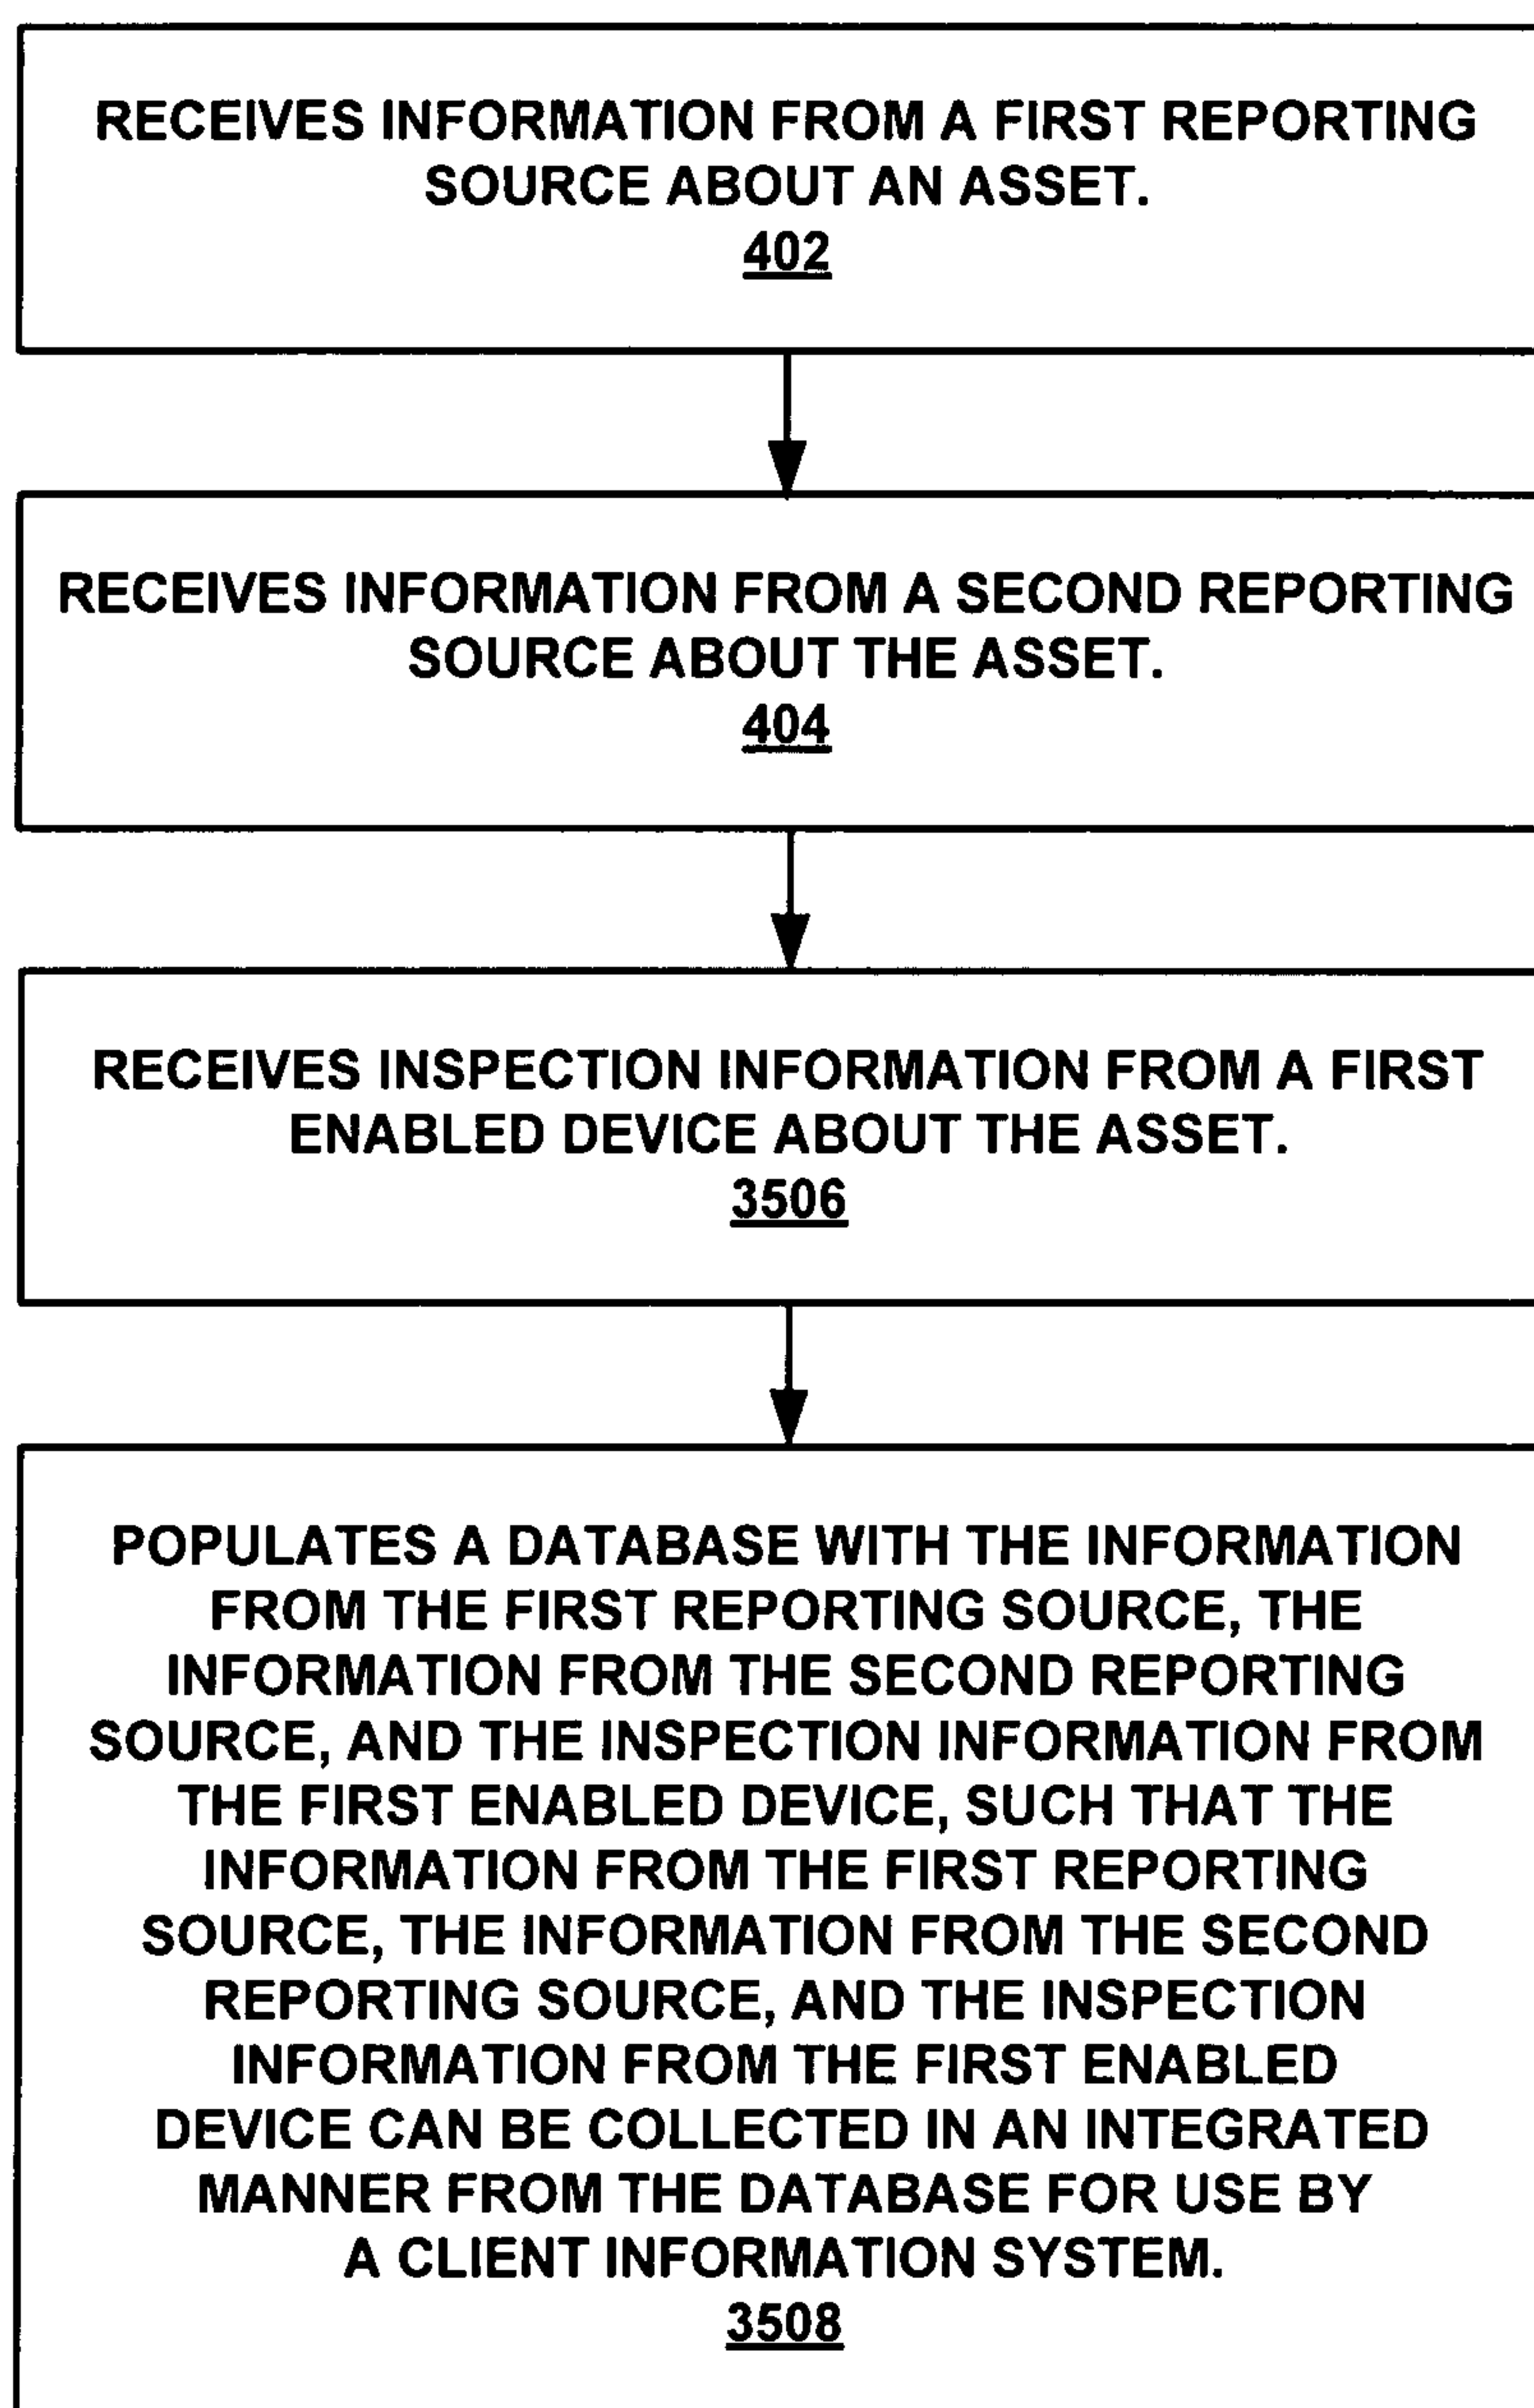 RECEIVES INFORMATION FROM A FIRST REPORTING
SOURCE ABOUT AN ASSET.
402
RECEIVES INFORMATION FROM A SECOND REPORTING
SOURCE ABOUT THE ASSET.
404
RECEIVES INSPECTION INFORMATION FROM A FIRST
ENABLED DEVICE ABOUT THE ASSET.
3506
POPULATES A DATABASE WITH THE INFORMATION
FROM THE FIRST REPORTING SOURCE, THE
INFORMATION FROM THE SECOND REPORTING
SOURCE, AND THE INSPECTION INFORMATION FROM
THE FIRST ENABLED DEVICE, SUCH THAT THE
INFORMATION FROM THE FIRST REPORTING
SOURCE, THE INFORMATION FROM THE SECOND
REPORTING SOURCE, AND THE INSPECTION
INFORMATION FROM THE FIRST ENABLED
DEVICE CAN BE COLLECTED IN AN INTEGRATED
MANNER FROM THE DATABASE FOR USE BY
A CLIENT INFORMATION SYSTEM.
3508